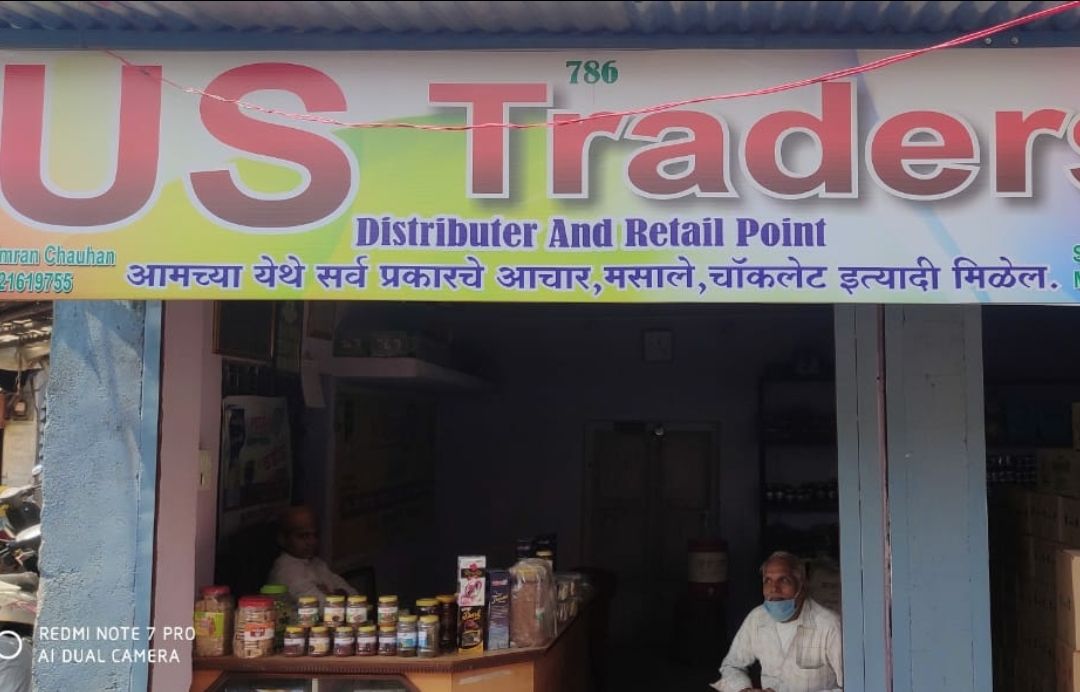 786
US Traders
Distributer And Retail Point
mran Chauhan
21619755
आमच्या येथे सर्व प्रकारचे आचार,मसाले,चॉकलेट इत्यादी मिळेल.
REDMI NOTE 7 PRO
AI DUAL CAMERA